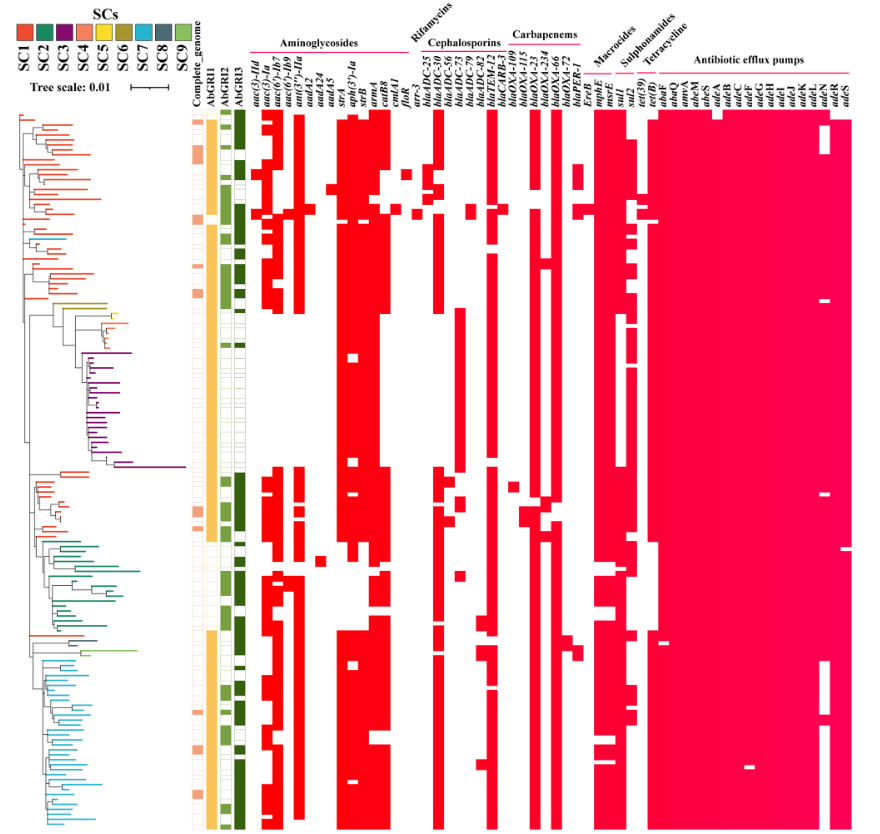 SCs
SC1
SC2
SC3
SC4
SC5
SC6
SC7
SC8
SC9
Tree scale: 0.01
Complete_genome
AbGRI1
AbGRI2
AbGRI3
Aminoglycosides
aac(3)-IId
aac(3)-Ia
aac(6')-Ib7
aac(6')-Ib9
ant(3'')-IIa
aadA2
aadA24
aadA5
strA
aph(3')-Ia
strB
armA
catB8
cmlA1
floR
Rifamycins
arr-3
Cephalosporins
blaADC-25
blaADC-30
blaADC-56
blaADC-73
blaADC-79
blaADC-82
blaTEM-12
blaCARB-3
Carbapenems
blaOXA-109
blaOXA-115
blaOXA-23
blaOXA-234
blaOXA-66
blaOXA-72
blaPER-1
Macrocides
EreB
mphE
msrE
Sulphonamides
sul1
sul2
Tetracycline
tet(39)
tet(B)
Antibiotic efflux pumps
abaF
abaQ
amvA
abeM
abeS
adeA
adeB
adeC
adeF
adeG
adeH
adeI
adeJ
adeK
adeL
adeN
adeR
adeS